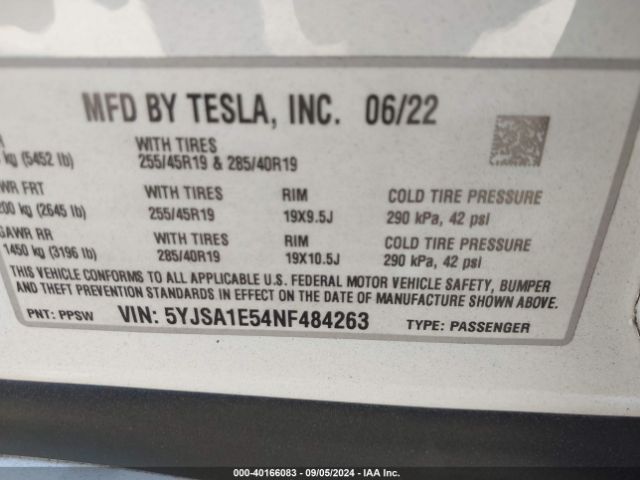 MFD BY TESLA, INC. 06/22
WITH TIRES
kg (5452 lb) 255/45R19 & 285/40R19
WR FRT WITH TIRES RIM COLD TIRE PRESSURE
200 kg (2645 lb) 255/45R19 19X9.5J 290 kPa, 42 psi
GAWR RR WITH TIRES RIM COLD TIRE PRESSURE
1450 kg (3196 lb) 285/40R19 19X10.5J 290 kPa, 42 psi
THIS VEHICLE CONFORMS TO ALL APPLICABLE U.S. FEDERAL MOTOR VEHICLE SAFETY, BUMPER
AND THEFT PREVENTION STANDARDS IN EFFECT ON THE DATE OF MANUFACTURE SHOWN ABOVE.
PNT: PPSW VIN: 5YJSA1E54NF484263 TYPE: PASSENGER
000-40166083 - 09/05/2024 - IAA Inc.